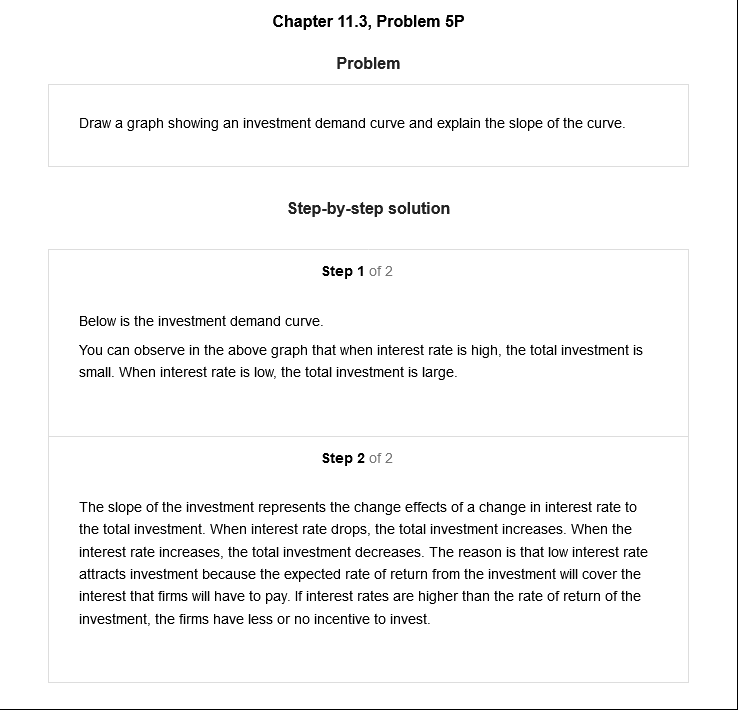 Chapter 11.3, Problem 5P
Problem
Draw a graph showing an investment demand curve and explain the slope of the curve.
Step-by-step solution
Step 1 of 2
Below is the investment demand curve.
You can observe in the above graph that when interest rate is high, the total investment is
small. When interest rate is low, the total investment is large.
Step 2 of 2
The slope of the investment represents the change effects of a change in interest rate to
the total investment. When interest rate drops, the total investment increases. When the
interest rate increases, the total investment decreases. The reason is that low interest rate
attracts investment because the expected rate of return from the investment will cover the
interest that firms will have to pay. If interest rates are higher than the rate of return of the
investment, the firms have less or no incentive to invest.